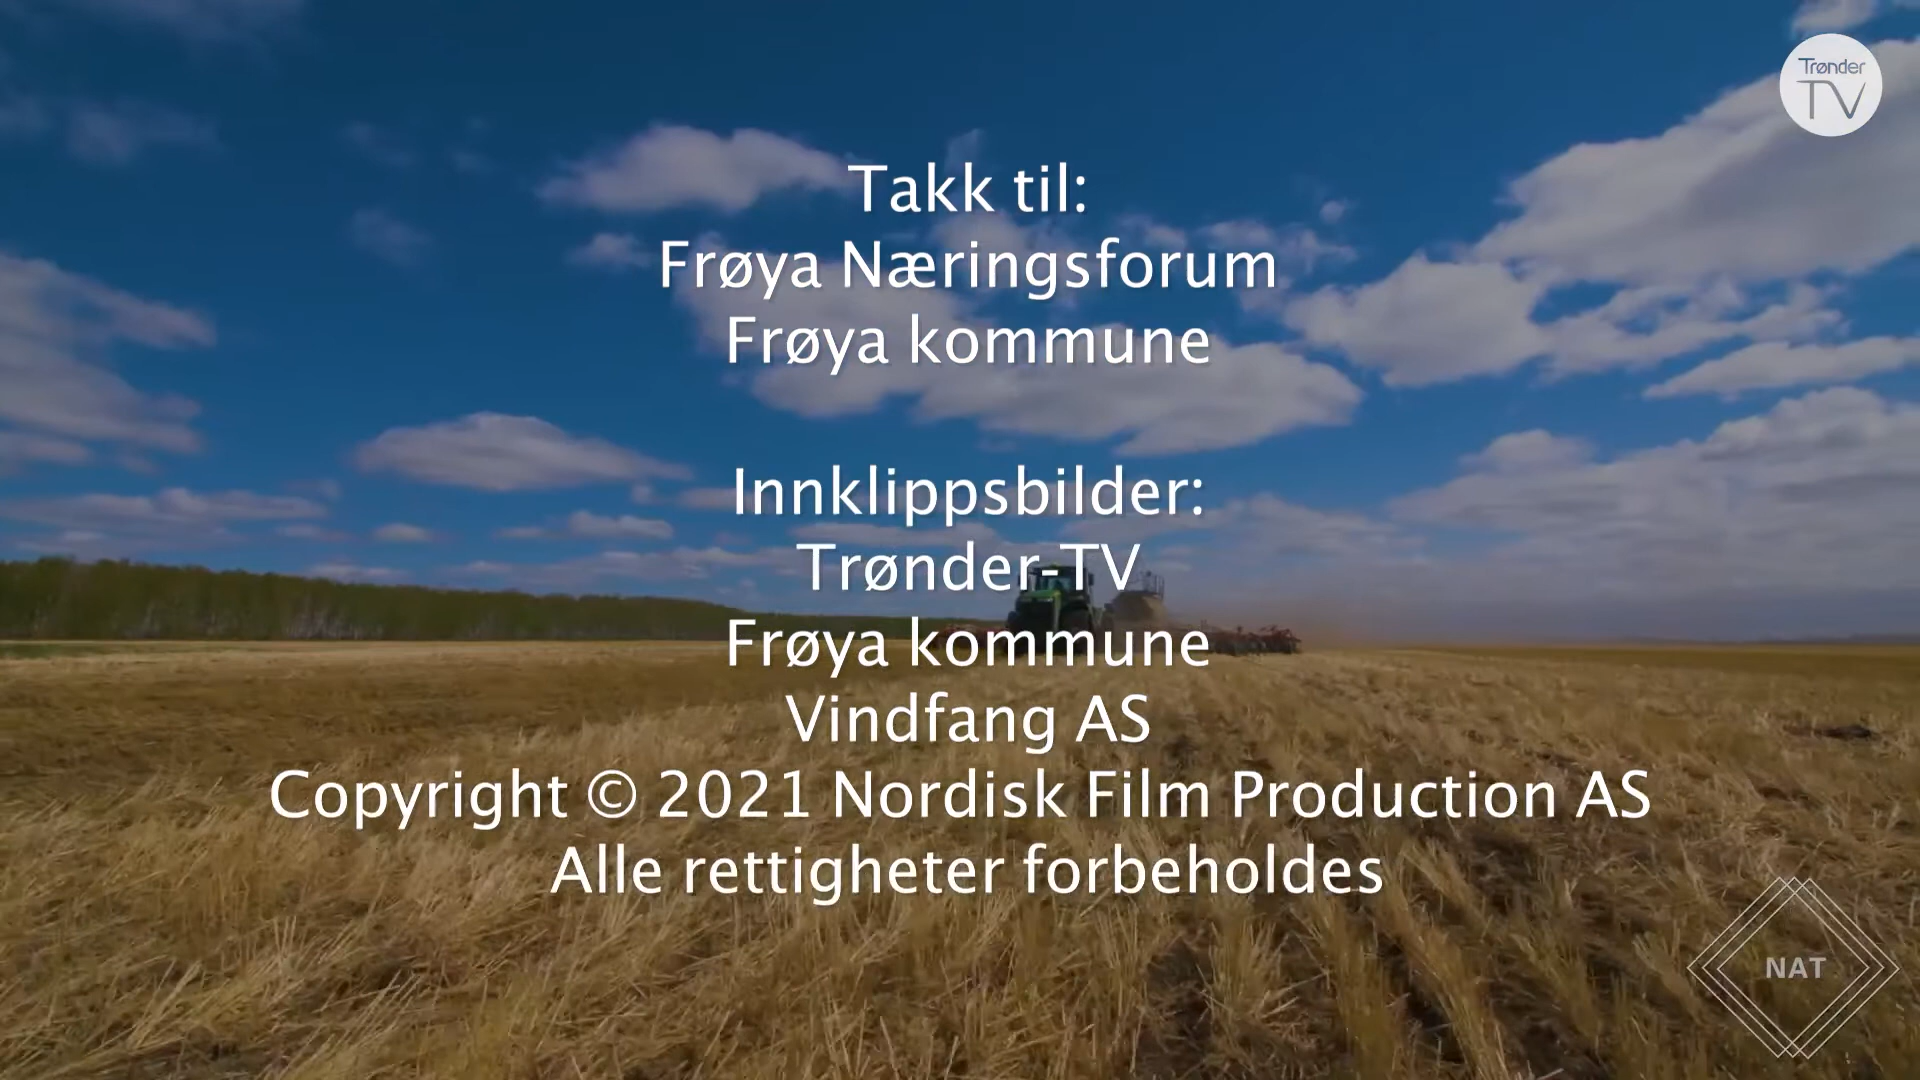 Trønder
TV
Takk til:
Frøya Næringsforum
Frøya kommune
Innklippsbilder:
Trønder-TV
Frøya kommune
Vindfang AS
Copyright © 2021 Nordisk Film Production AS
Alle rettigheter forbeholdes
NAT